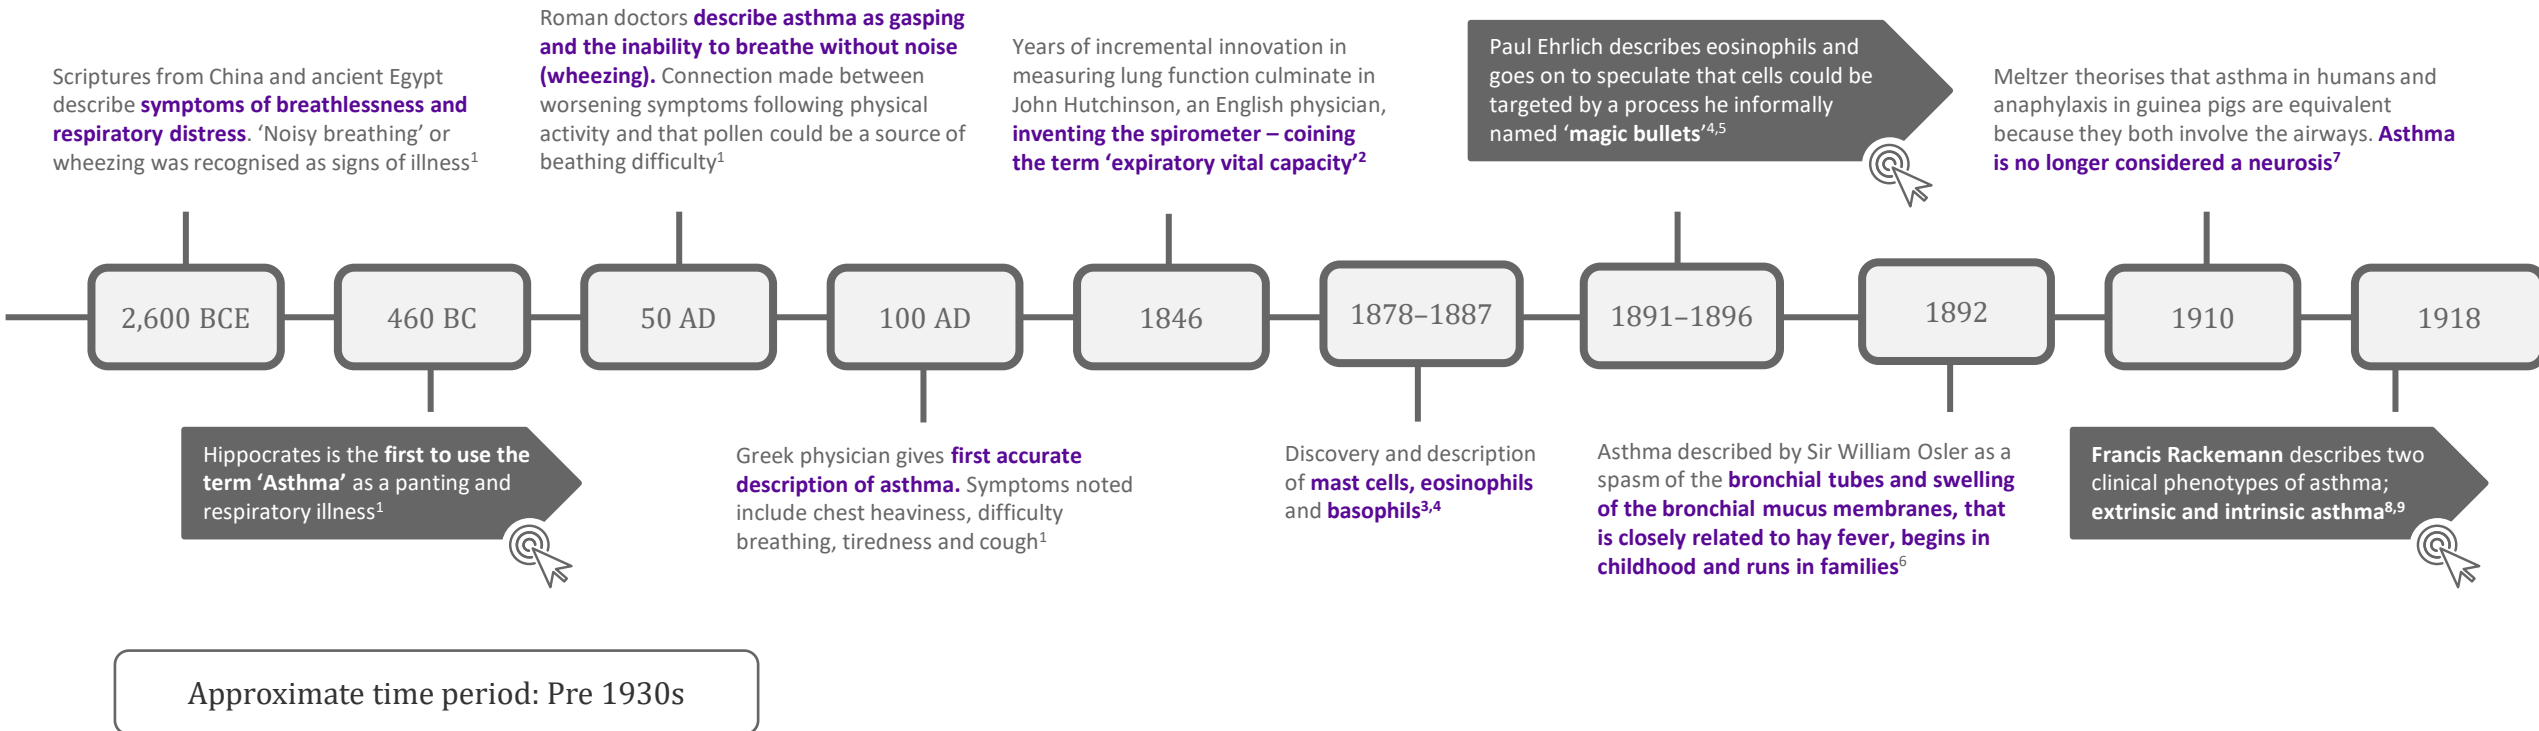 Scriptures from China and ancient Egypt
describe symptoms of breathlessness and
respiratory distress. ‘Noisy breathing’ or
wheezing was recognised as signs of illness1
Roman doctors describe asthma as gasping
and the inability to breathe without noise
(wheezing). Connection made between
worsening symptoms following physical
activity and that pollen could be a source of
beathing difficulty1
Years of incremental innovation in
measuring lung function culminate in
John Hutchinson, an English physician,
inventing the spirometer – coining
the term ‘expiratory vital capacity’2
Paul Ehrlich describes eosinophils and
goes on to speculate that cells could be
targeted by a process he informally
named ‘magic bullets’4,5
Meltzer theorises that asthma in humans and
anaphylaxis in guinea pigs are equivalent
because they both involve the airways. Asthma
is no longer considered a neurosis7
2,600 BCE
460 BC
50 AD
100 AD
1846
1878–1887
1891–1896
1892
1910
1918
Hippocrates is the first to use the
term ‘Asthma’ as a panting and
respiratory illness1
Greek physician gives first accurate
description of asthma. Symptoms noted
include chest heaviness, difficulty
breathing, tiredness and cough1
Discovery and description
of mast cells, eosinophils
and basophils3,4
Asthma described by Sir William Osler as a
spasm of the bronchial tubes and swelling
of the bronchial mucus membranes, that
is closely related to hay fever, begins in
childhood and runs in families6
Francis Rackemann describes two
clinical phenotypes of asthma;
extrinsic and intrinsic asthma8,9
Approximate time period: Pre 1930s